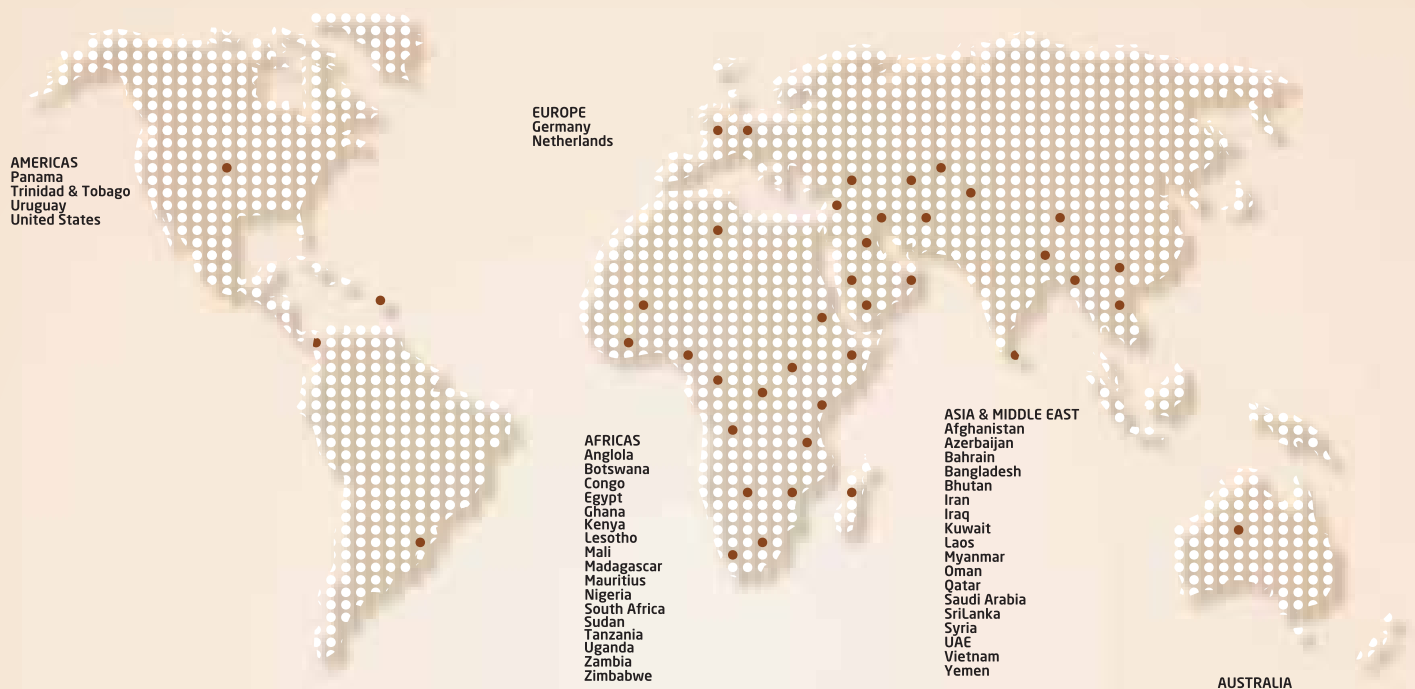 AMERICAS
Panama
Trinidad & Tobago
Uruguay
United States
EUROPE
Germany
Netherlands
AFRICAS
Anglola
Botswana
Congo
Egypt
Ghana
Kenya
Lesotho
Mali
Madagascar
Mauritius
Nigeria
South Africa
Sudan
Tanzania
Uganda
Zambia
Zimbabwe
ASIA & MIDDLE EAST
Afghanistan
Azerbaijan
Bahrain
Bangladesh
Bhutan
Iran
Iraq
Kuwait
Laos
Myanmar
Oman
Qatar
Saudi Arabia
SriLanka
Syria
UAE
Vietnam
Yemen
AUSTRALIA